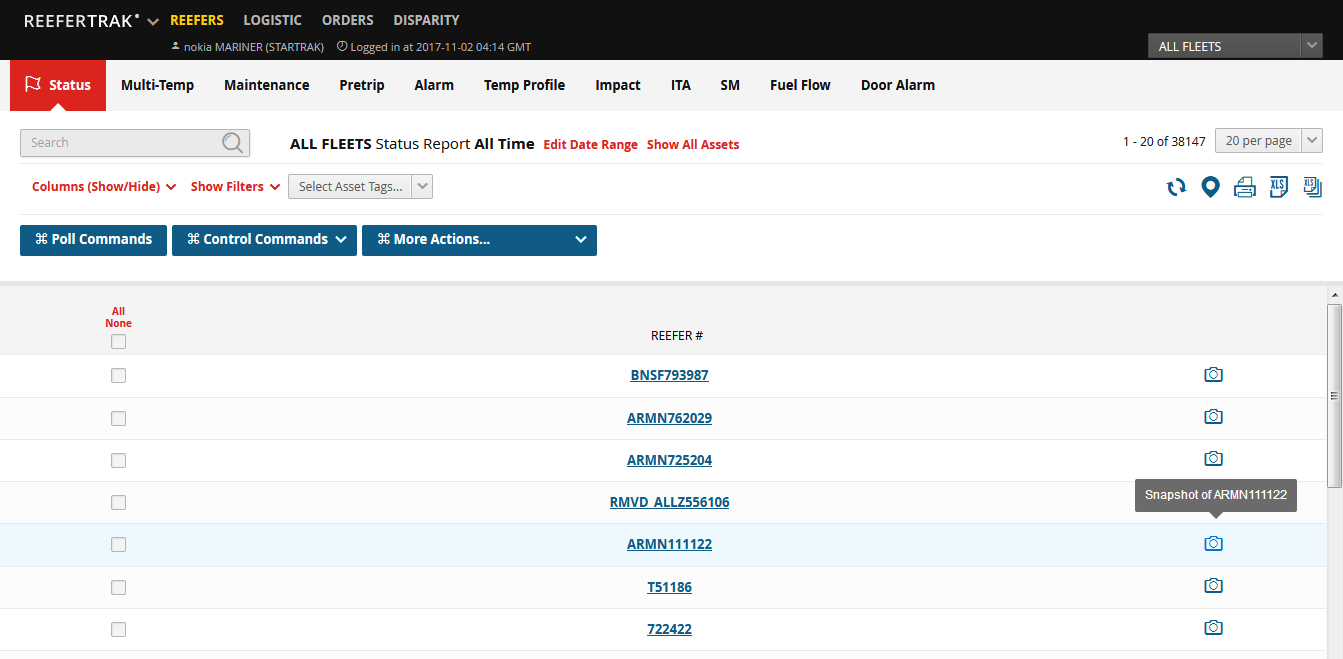 REEFERTRAK REEFERS LOGISTIC ORDERS DISPARITY
nokia MARINER (STARTRAK) Logged in at 2017-11-02 04:14 GMT
ALL FLEETS
Status Multi-Temp Maintenance Pretrip Alarm Temp Profile Impact ITA SM Fuel Flow Door Alarm
Search ALL FLEETS Status Report All Time Edit Date Range Show All Assets 1 - 20 of 38147 20 per page
Columns (Show/Hide) Show Filters Select Asset Tags... XLS XLS
⌘ Poll Commands ⌘ Control Commands ⌘ More Actions...
All
None
REEFER #
BNSF793987
ARMN762029
ARMN725204
RMVD_ALLZ556106
Snapshot of ARMN111122
ARMN111122
T51186
722422